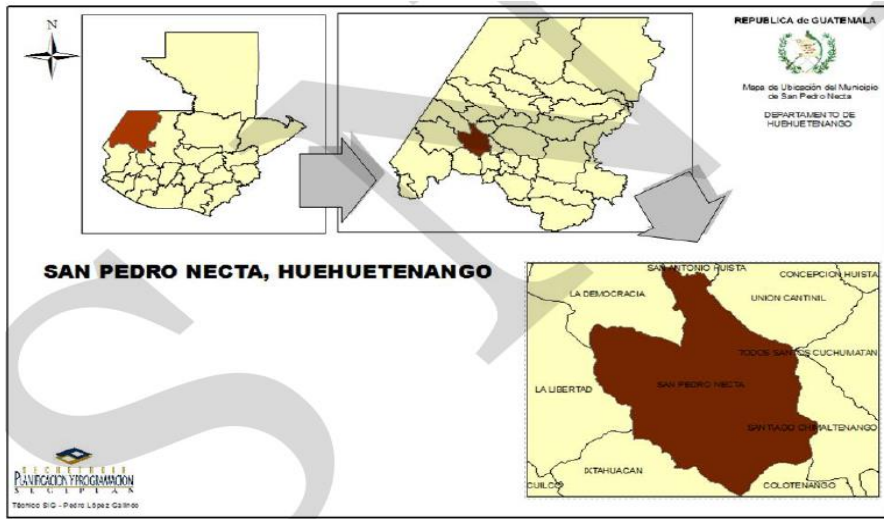 N
REPUBLICA de GUATEMALA
Mapa de Ubicación del Municipio
de San Pedro Necta
DEPARTAMENTO DE
HUEHUETENANGO
SAN PEDRO NECTA, HUEHUETENANGO
SAN ANTONIO HUISTA
CONCEPCION HUISTA
LA DEMOCRACIA
UNION CANTINIL
TODOS SANTOS CUCHUMATAN
LA LIBERTAD
SAN PEDRO NECTA
SANTIAGO CHIMALTENANGO
IXTAHUACAN
CUILCO
COLOTENANGO
SECRETARIA
PLANIFICACION Y PROGRAMACION
SEGEPLAN
Técnico SIG - Pedro López Galindo